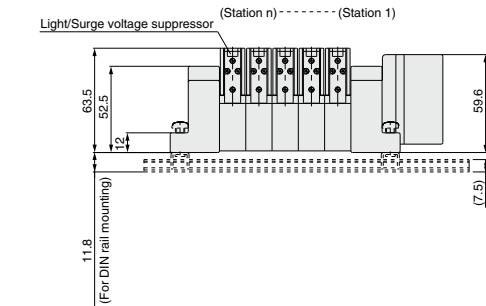 (Station n)
(Station 1)
Light/Surge voltage suppressor
63.5
52.5
12
59.6
(7.5)
11.8
(For DIN rail mounting)